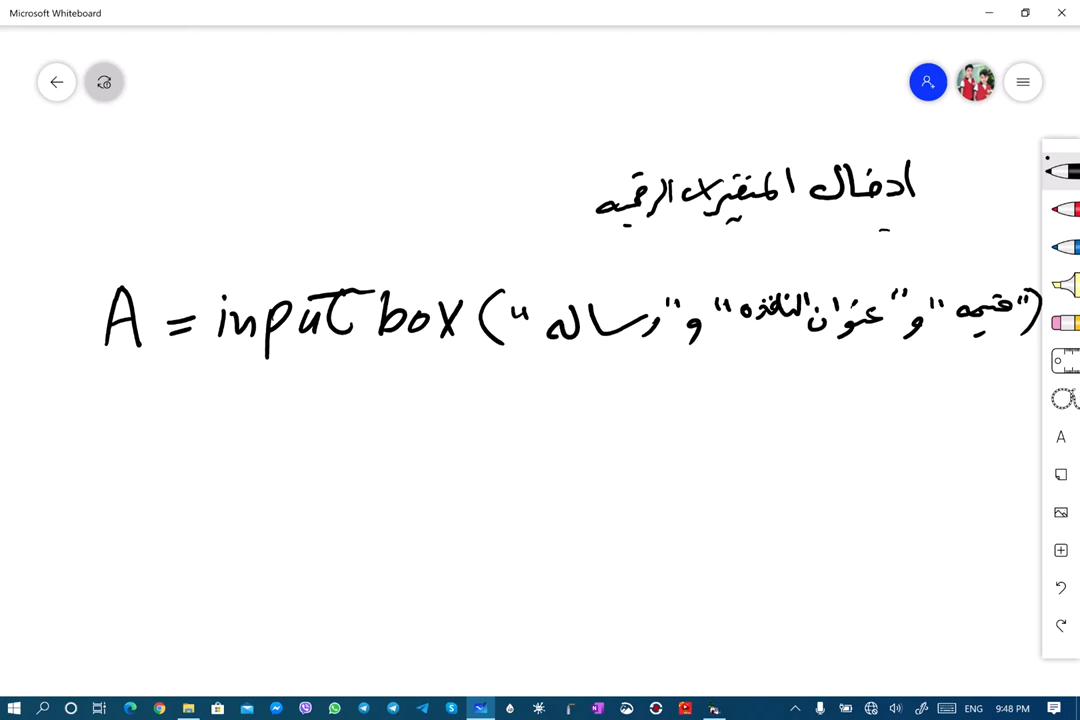 Microsoft Whiteboard
ادخال المتغيرات الرقميه
A = input box ("رساله" و "عنوان النافذه" و "قيمه")
A
ENG 9:48 PM